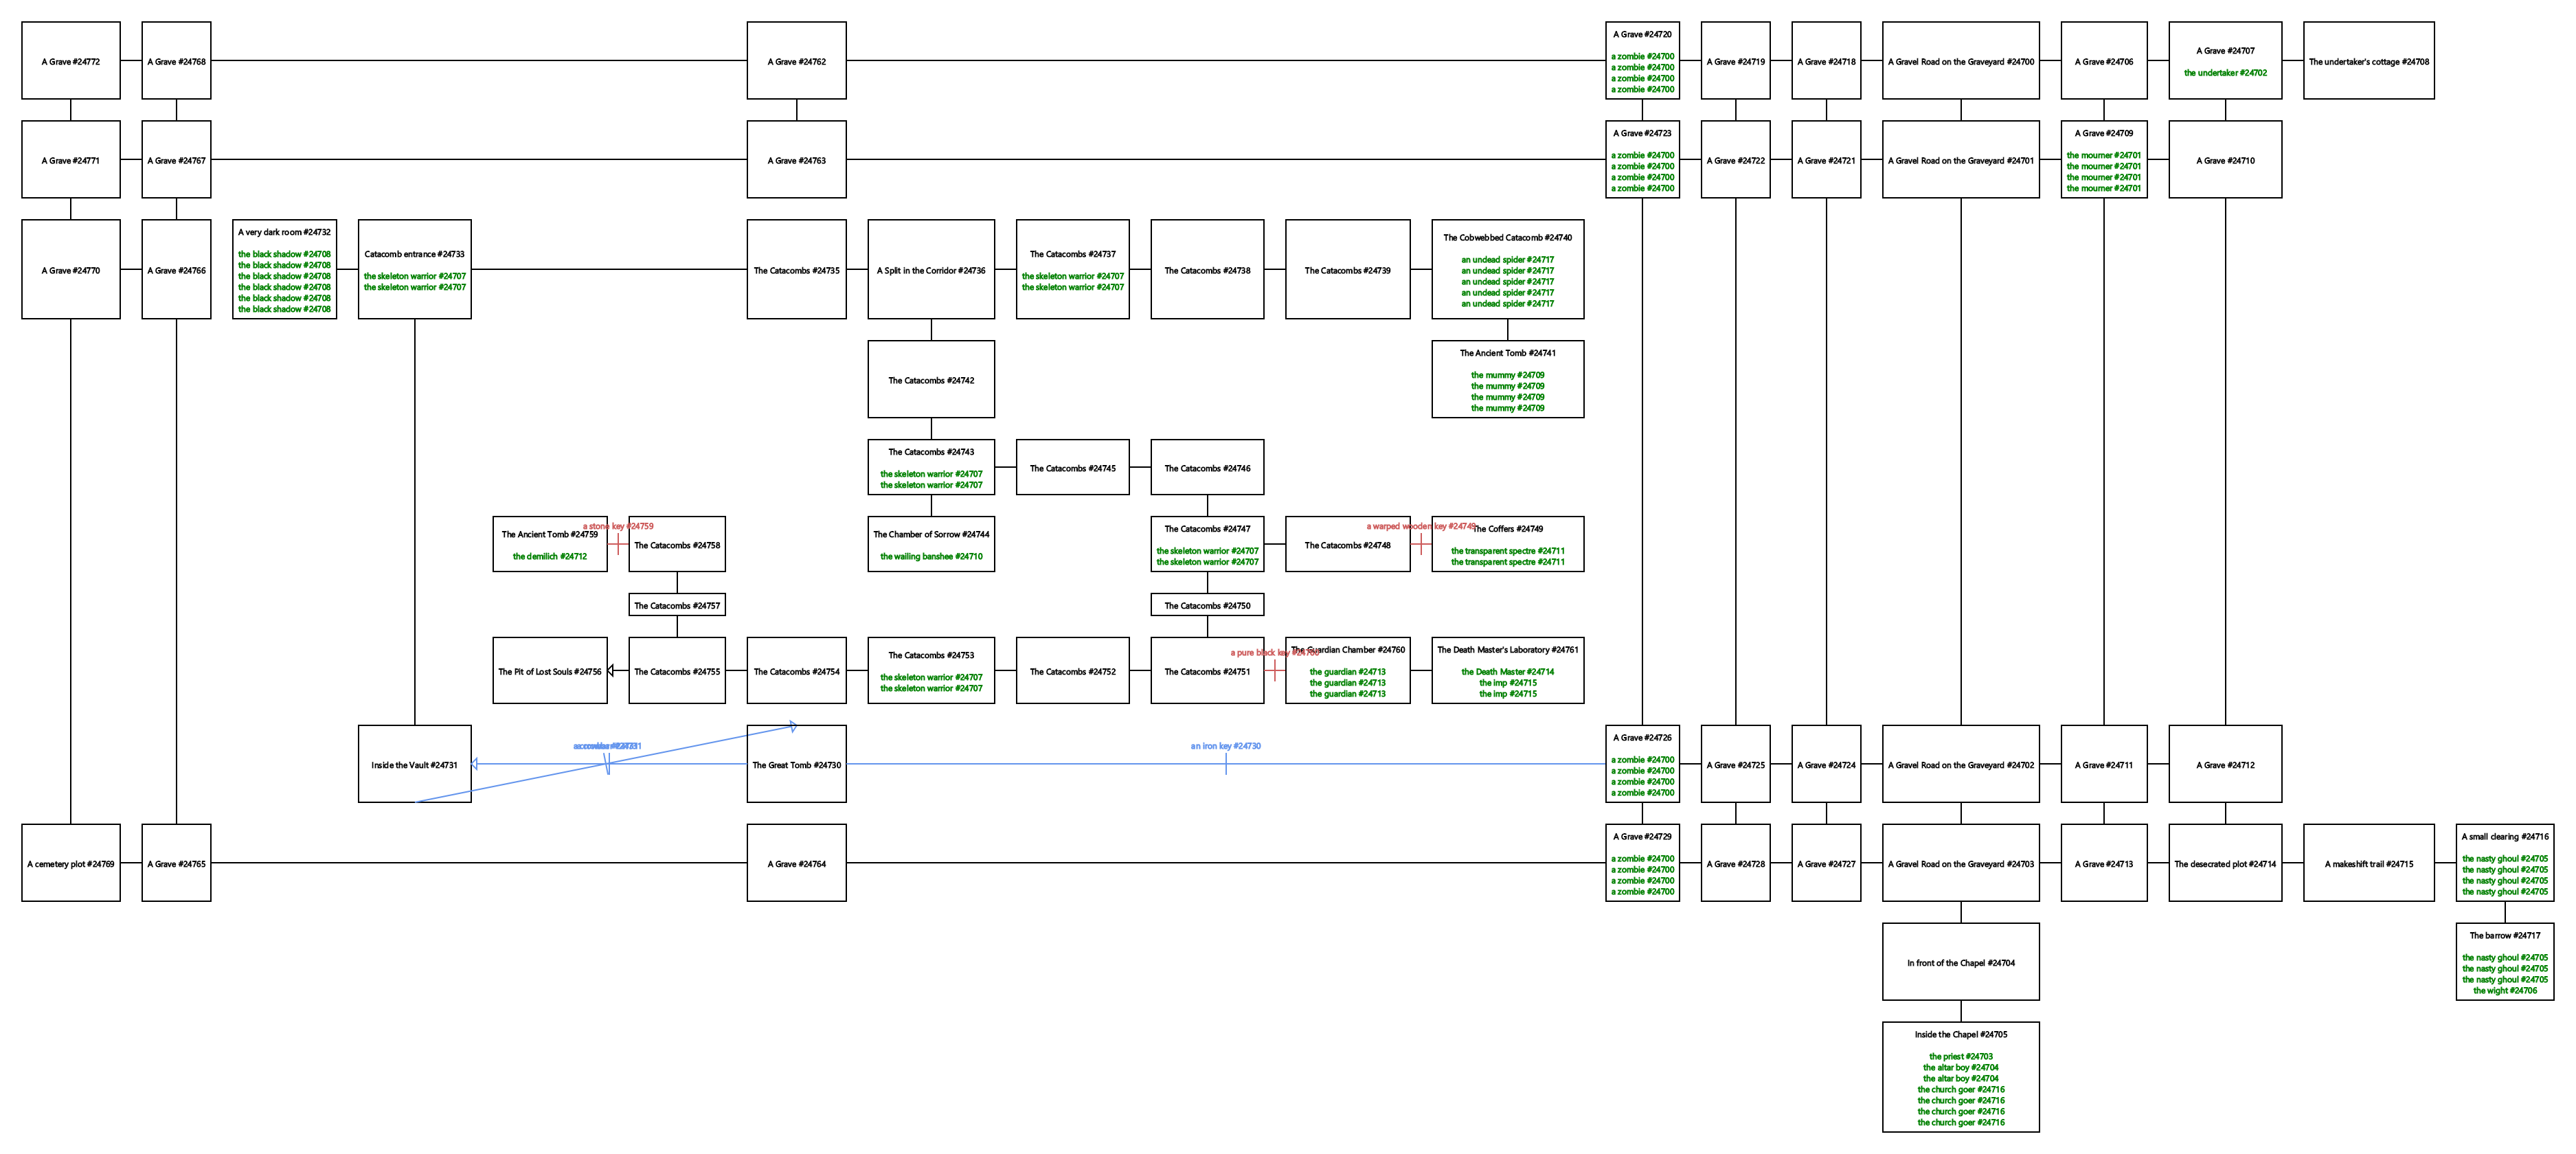 A Grave #24772
A Grave #24768
A Grave #24762
A Grave #24720
a zombie #24700
a zombie #24700
a zombie #24700
a zombie #24700
A Grave #24719
A Grave #24718
A Gravel Road on the Graveyard #24700
A Grave #24706
A Grave #24707
the undertaker #24702
The undertaker's cottage #24708
A Grave #24771
A Grave #24767
A Grave #24763
A Grave #24723
a zombie #24700
a zombie #24700
a zombie #24700
a zombie #24700
A Grave #24722
A Grave #24721
A Gravel Road on the Graveyard #24701
A Grave #24709
the mourner #24701
the mourner #24701
the mourner #24701
the mourner #24701
A Grave #24710
A Grave #24770
A Grave #24766
A very dark room #24732
the black shadow #24708
the black shadow #24708
the black shadow #24708
the black shadow #24708
the black shadow #24708
the black shadow #24708
Catacomb entrance #24733
the skeleton warrior #24707
the skeleton warrior #24707
The Catacombs #24735
A Split in the Corridor #24736
The Catacombs #24737
the skeleton warrior #24707
the skeleton warrior #24707
The Catacombs #24738
The Catacombs #24739
The Cobwebbed Catacomb #24740
an undead spider #24717
an undead spider #24717
an undead spider #24717
an undead spider #24717
an undead spider #24717
The Catacombs #24742
The Ancient Tomb #24741
the mummy #24709
the mummy #24709
the mummy #24709
the mummy #24709
The Catacombs #24743
the skeleton warrior #24707
the skeleton warrior #24707
The Catacombs #24745
The Catacombs #24746
The Ancient Tomb #24759
the demilich #24712
a stone key #24759
The Catacombs #24758
The Chamber of Sorrow #24744
the wailing banshee #24710
The Catacombs #24747
the skeleton warrior #24707
the skeleton warrior #24707
The Catacombs #24748
a warped wooden key #24749
The Coffers #24749
the transparent spectre #24711
the transparent spectre #24711
The Catacombs #24757
The Catacombs #24750
The Pit of Lost Souls #24756
The Catacombs #24755
The Catacombs #24754
The Catacombs #24753
the skeleton warrior #24707
the skeleton warrior #24707
The Catacombs #24752
The Catacombs #24751
a pure black key
The Guardian Chamber #24760
the guardian #24713
the guardian #24713
the guardian #24713
The Death Master's Laboratory #24761
the Death Master #24714
the imp #24715
the imp #24715
Inside the Vault #24731
The Great Tomb #24730
an iron key #24730
A Grave #24726
a zombie #24700
a zombie #24700
a zombie #24700
a zombie #24700
A Grave #24725
A Grave #24724
A Gravel Road on the Graveyard #24702
A Grave #24711
A Grave #24712
A cemetery plot #24769
A Grave #24765
A Grave #24764
A Grave #24729
a zombie #24700
a zombie #24700
a zombie #24700
a zombie #24700
A Grave #24728
A Grave #24727
A Gravel Road on the Graveyard #24703
A Grave #24713
The desecrated plot #24714
A makeshift trail #24715
A small clearing #24716
the nasty ghoul #24705
the nasty ghoul #24705
the nasty ghoul #24705
the nasty ghoul #24705
In front of the Chapel #24704
The barrow #24717
the nasty ghoul #24705
the nasty ghoul #24705
the nasty ghoul #24705
the wight #24706
Inside the Chapel #24705
the priest #24703
the altar boy #24704
the altar boy #24704
the church goer #24716
the church goer #24716
the church goer #24716
the church goer #24716